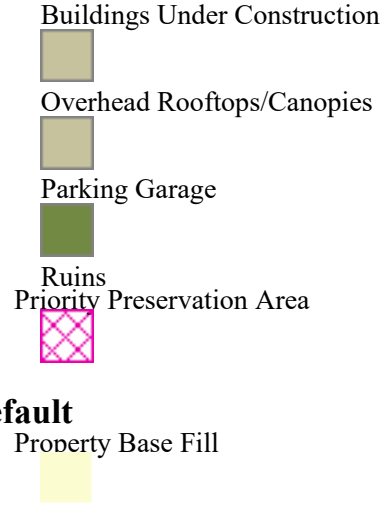 Buildings Under Construction
Overhead Rooftops/Canopies
Parking Garage
Ruins
Priority Preservation Area
efault
Property Base Fill